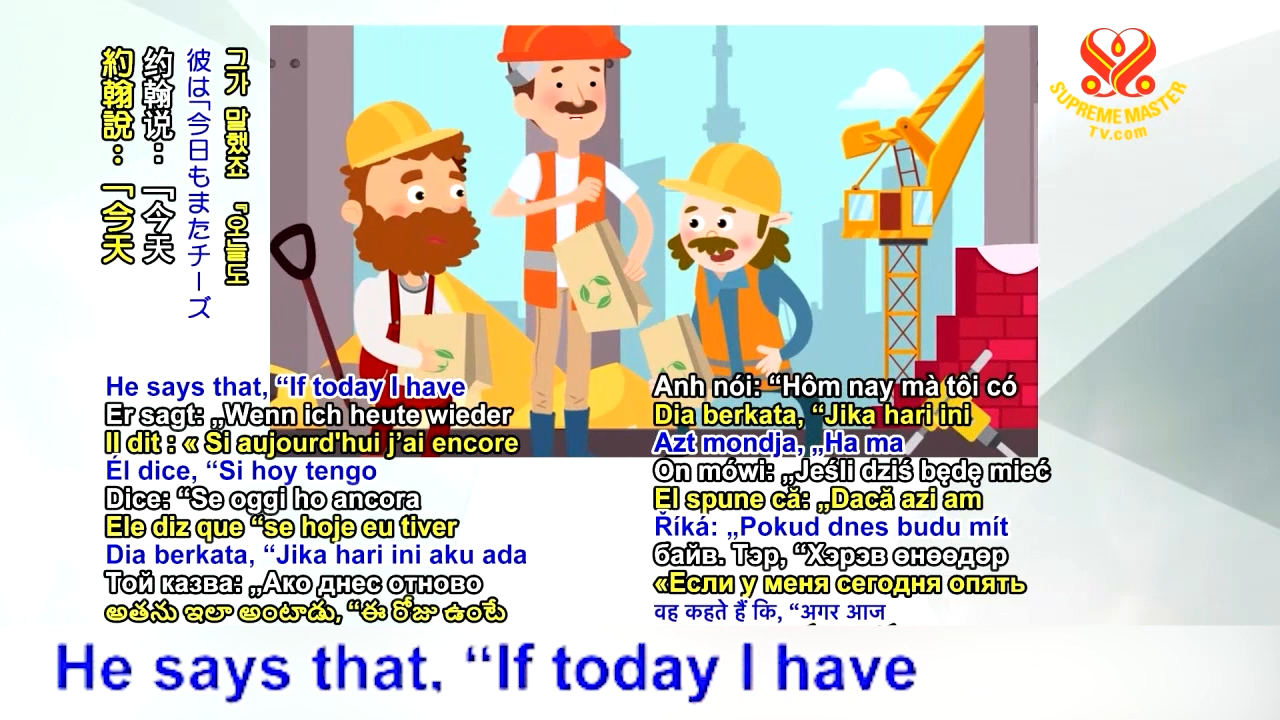 約翰說：「今天
约翰说：「今天
彼は「今日もまたチーズ
그가 말했죠 『오늘도
SUPREME MASTER
TV.com
He says that, “If today I have
Er sagt: „Wenn ich heute wieder
Il dit : « Si aujourd'hui j’ai encore
Él dice, “Si hoy tengo
Dice: “Se oggi ho ancora
Ele diz que “se hoje eu tiver
Dia berkata, “Jika hari ini aku ada
Той казва: „Ако днес отново
అతను ఇలా అంటాడు, “ఈ రోజు ఉంటే
Anh nói: “Hôm nay mà tôi có
Dia berkata, “Jika hari ini
Azt mondja, „Ha ma
On mówi: „Jeśli dziś będę mieć
El spune că: „Dacă azi am
Říká: „Pokud dnes budu mít
байв. Тэр, “Хэрэв өнөөдөр
«Если у меня сегодня опять
वह कहते हैं कि, “अगर आज
He says that, “If today I have